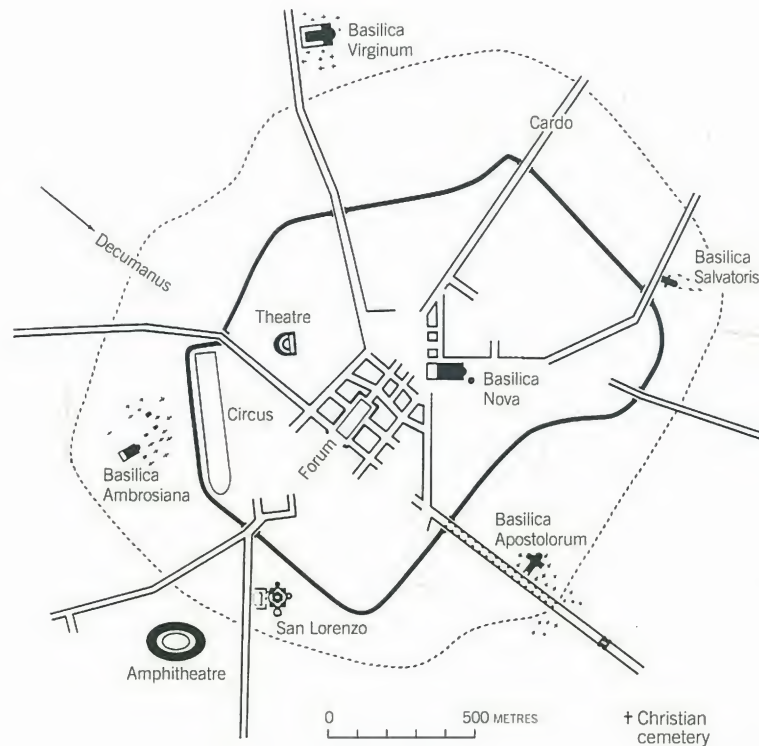 Basilica
Virginum
Cardo
Decumanus
Basilica
Salvatoris
Theatre
Basilica
Nova
Circus
Forum
Basilica
Ambrosiana
Basilica
Apostolorum
San Lorenzo
Amphitheatre
0 500 METRES
† Christian
cemetery